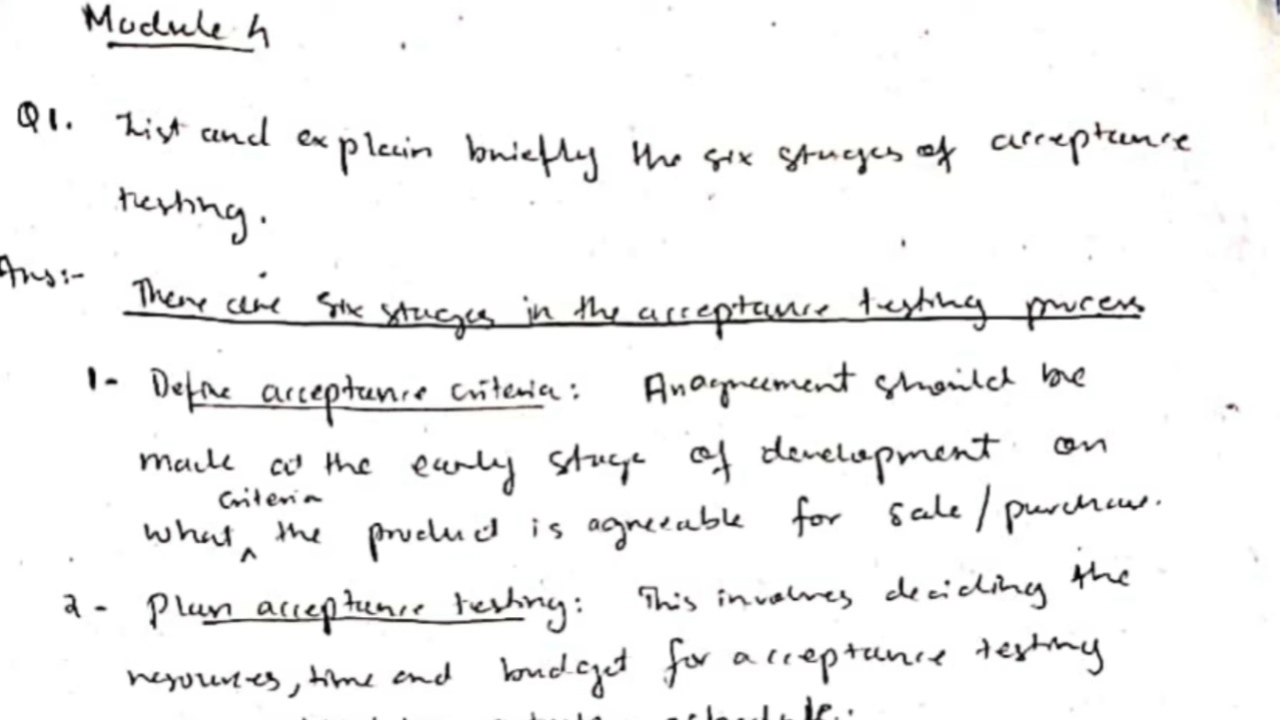 Module 4
Q1. List and explain briefly the six stages of acceptance
testing.
Ans:- There are six stages in the acceptance testing process
1- Define acceptance criteria: An agreement should be
made at the early stage of development on
what ^criteria the product is agreeable for sale/purchase.
2- Plan acceptance testing: This involves deciding the
resources, time and budget for acceptance testing
schedule.